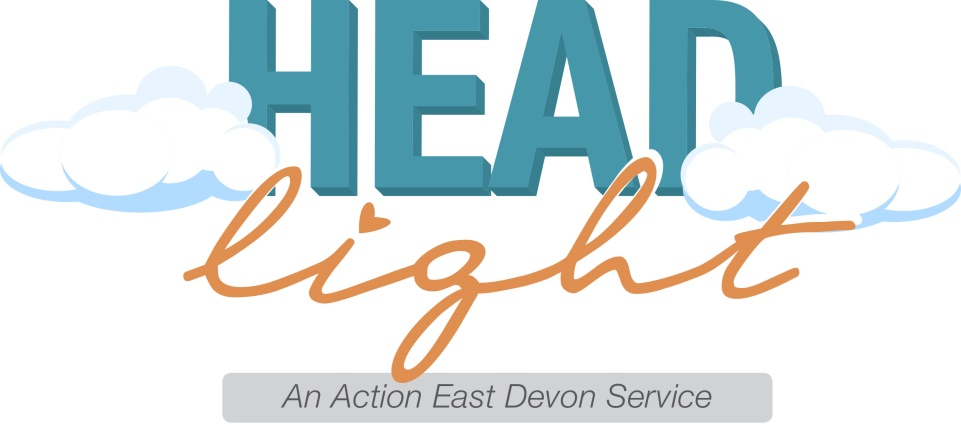 HEAD
light
An Action East Devon Service